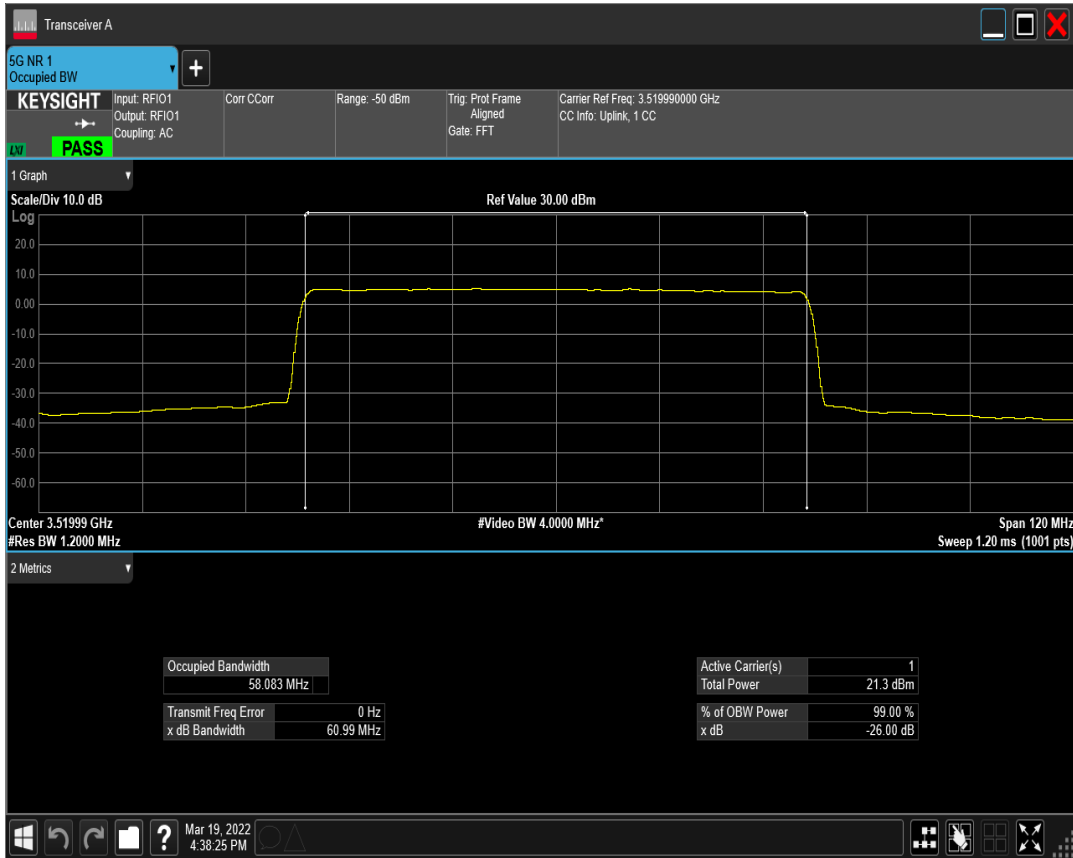 Transceiver A
5G NR 1
Occupied BW
+
KEYSIGHT
LXI
PASS
Input: RFIO1
Output: RFIO1
Coupling: AC
Corr CCorr
Range: -50 dBm
Trig: Prot Frame
Aligned
Gate: FFT
Carrier Ref Freq: 3.519990000 GHz
CC Info: Uplink, 1 CC
1 Graph
Scale/Div 10.0 dB
Ref Value 30.00 dBm
Log
20.0
10.0
0.00
-10.0
-20.0
-30.0
-40.0
-50.0
-60.0
Center 3.51999 GHz
#Video BW 4.0000 MHz*
Span 120 MHz
#Res BW 1.2000 MHz
Sweep 1.20 ms (1001 pts)
2 Metrics
Occupied Bandwidth
58.083 MHz
Transmit Freq Error 0 Hz
x dB Bandwidth 60.99 MHz
Active Carrier(s) 1
Total Power 21.3 dBm
% of OBW Power 99.00 %
x dB -26.00 dB
?
Mar 19, 2022
4:38:25 PM